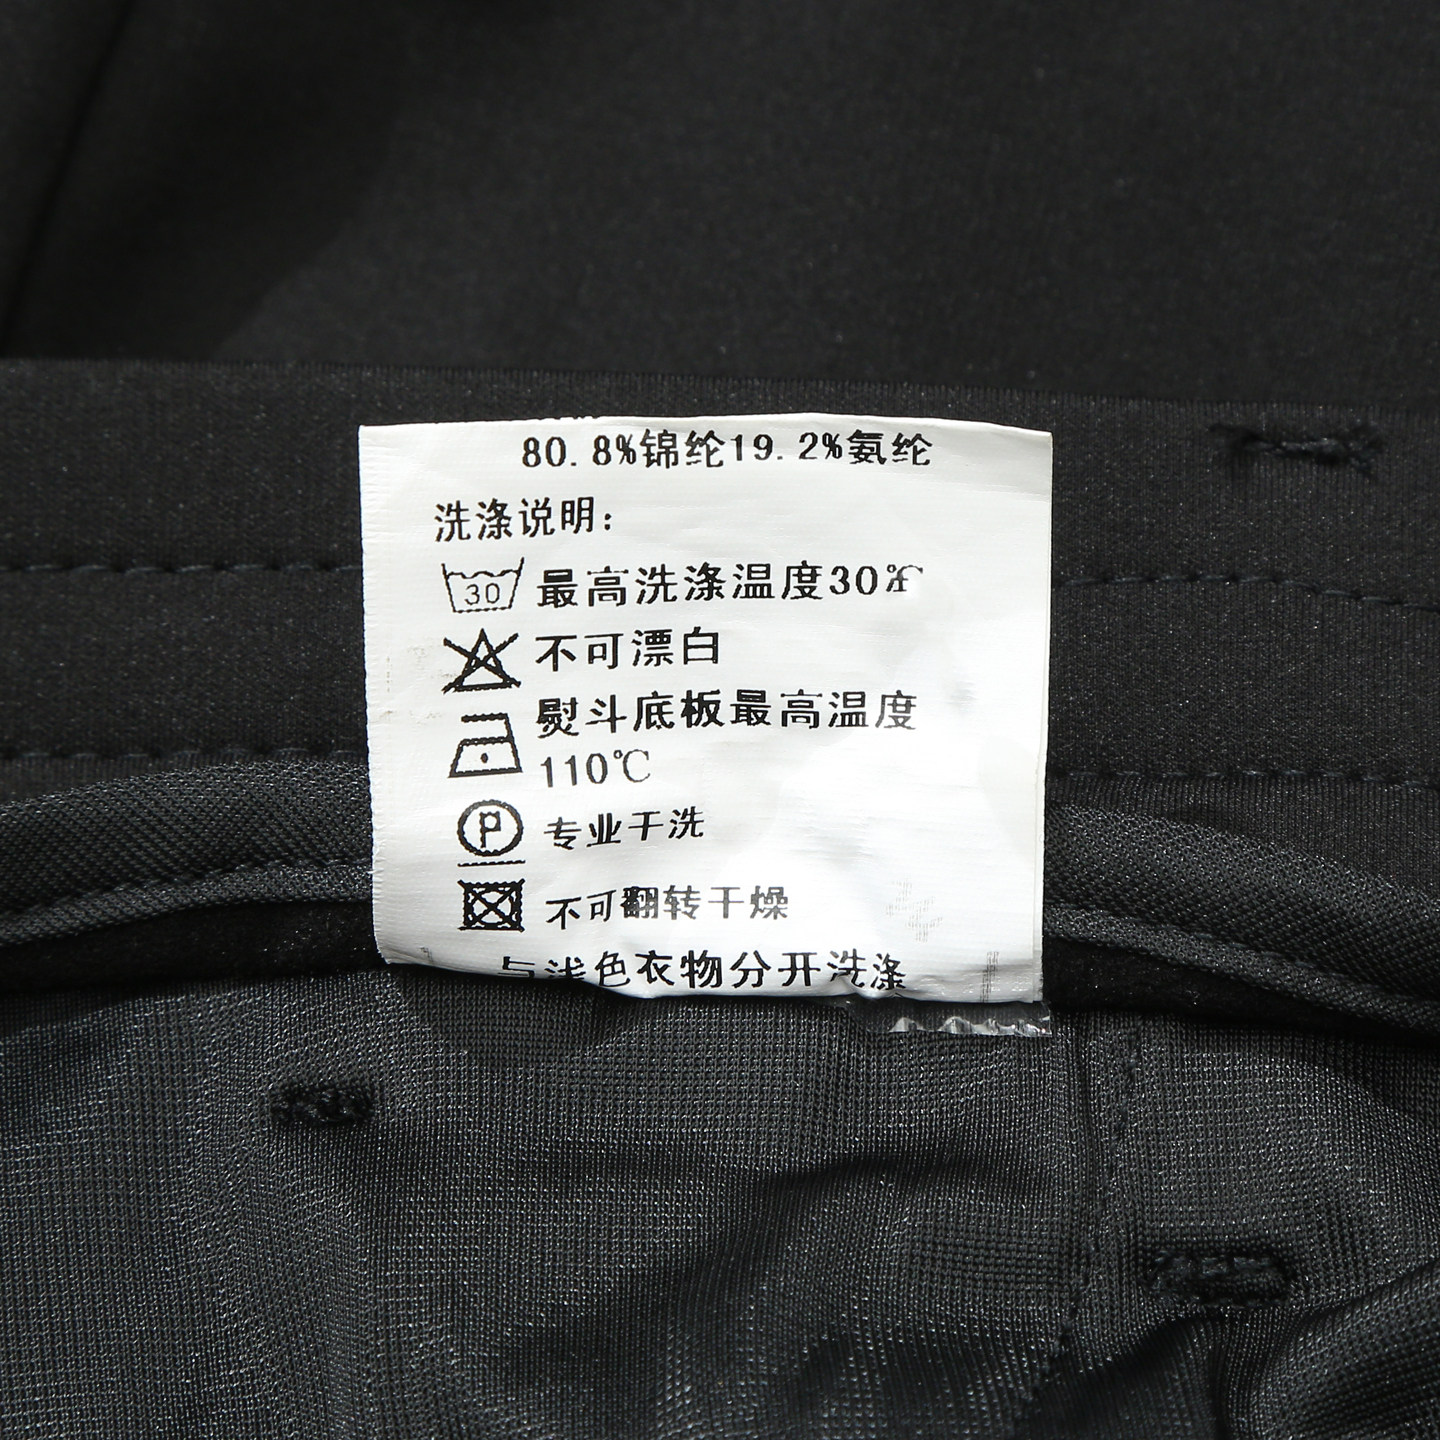 80.8%锦纶19.2%氨纶
洗涤说明:
30 最高洗涤温度30℃
不可漂白
熨斗底板最高温度
110℃
P 专业干洗
不可翻转干燥
与浅色衣物分开洗涤